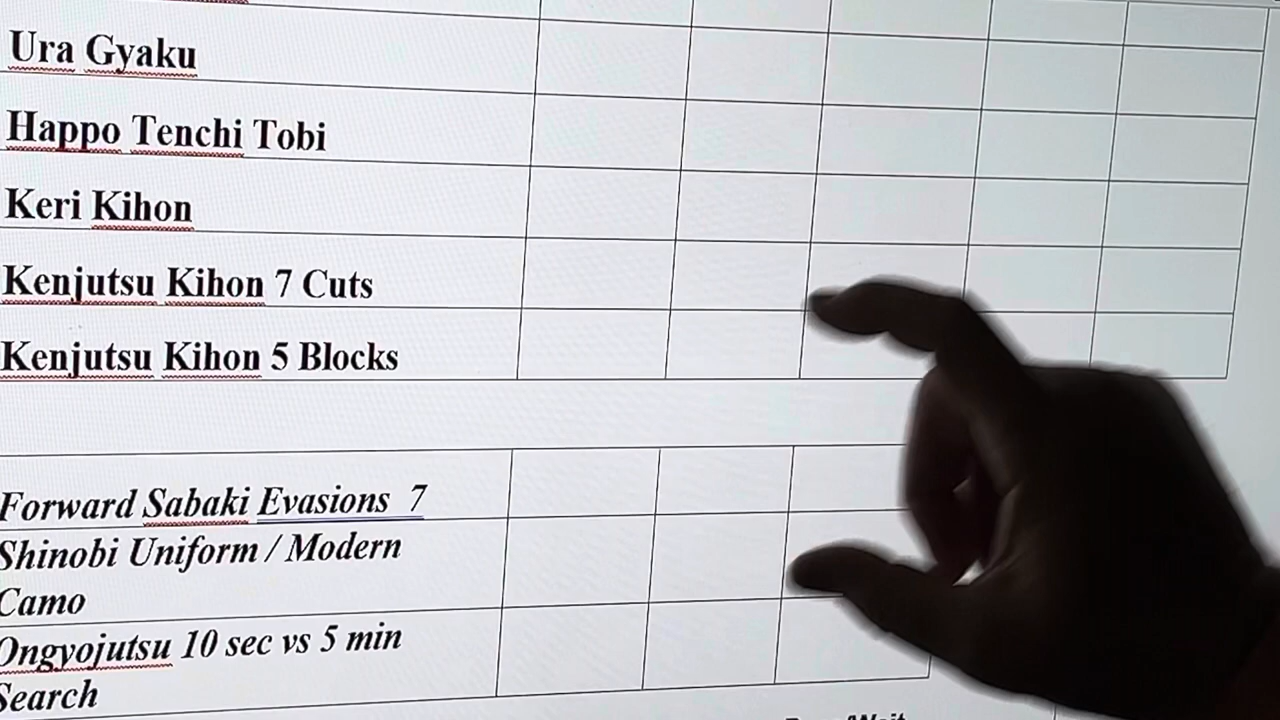 Ura Gyaku
Happo Tenchi Tobi
Keri Kihon
Kenjutsu Kihon 7 Cuts
Kenjutsu Kihon 5 Blocks
Forward Sabaki Evasions 7
Shinobi Uniform / Modern
Camo
Ongyojutsu 10 sec vs 5 min
Search